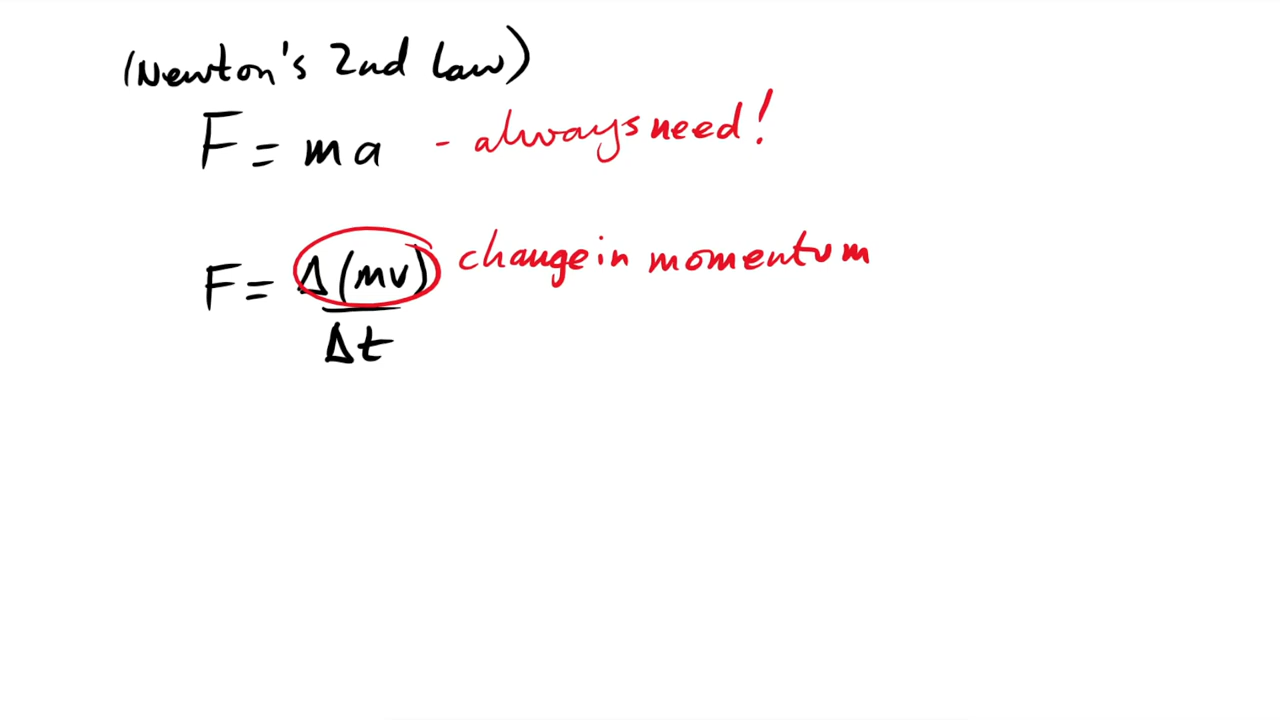 (Newton's 2nd Law)
F = ma - always need!
F = Δ(mv) change in momentum
Δt